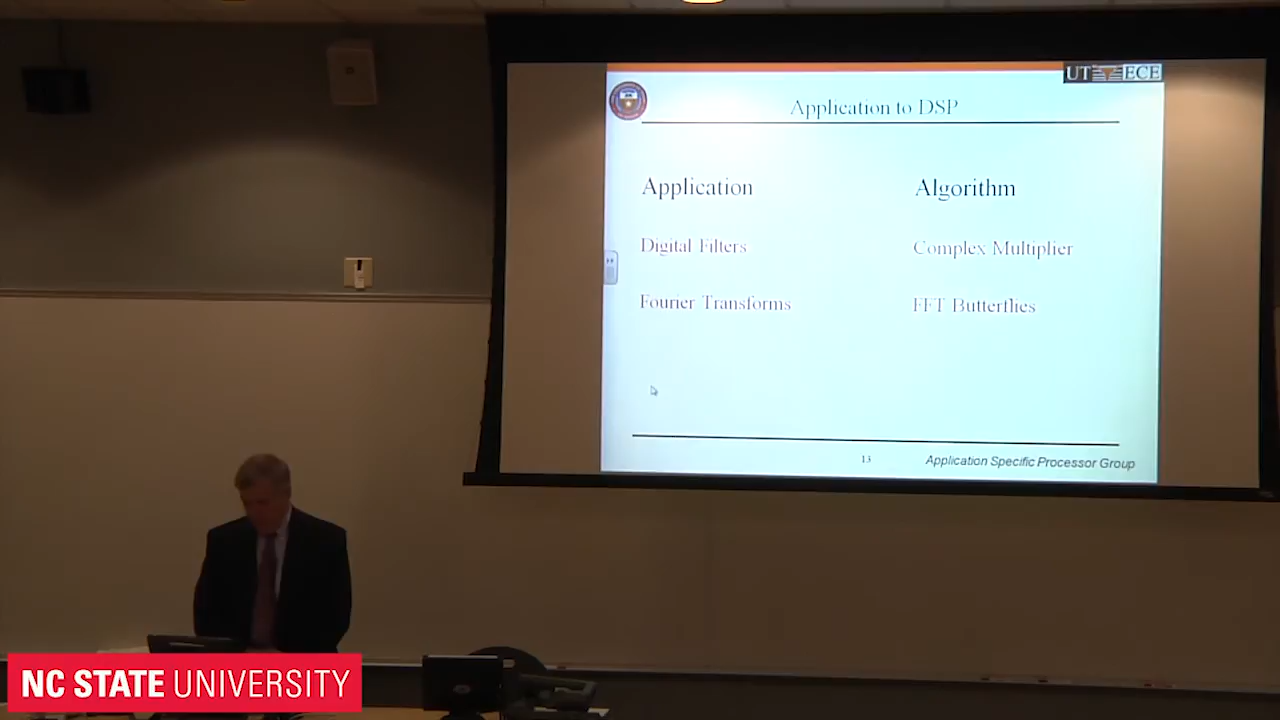 UT ECE
Application to DSP
Application Algorithm
Digital Filters Complex Multiplier
Fourier Transforms FFT Butterflies
13 Application Specific Processor Group
NC STATE UNIVERSITY